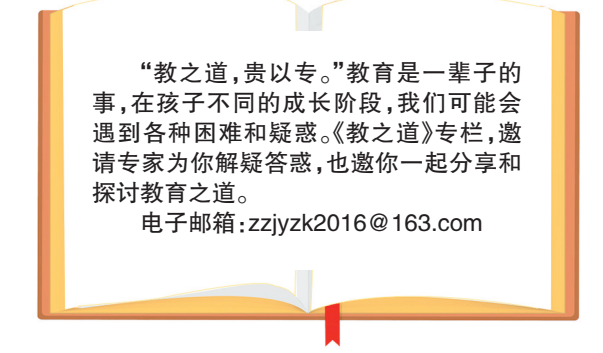 “教之道,贵以专。”教育是一辈子的
事,在孩子不同的成长阶段,我们可能会
遇到各种困难和疑惑。《教之道》专栏,邀
请专家为你解疑答惑,也邀你一起分享和
探讨教育之道。
电子邮箱:zzjyzk2016@163.com